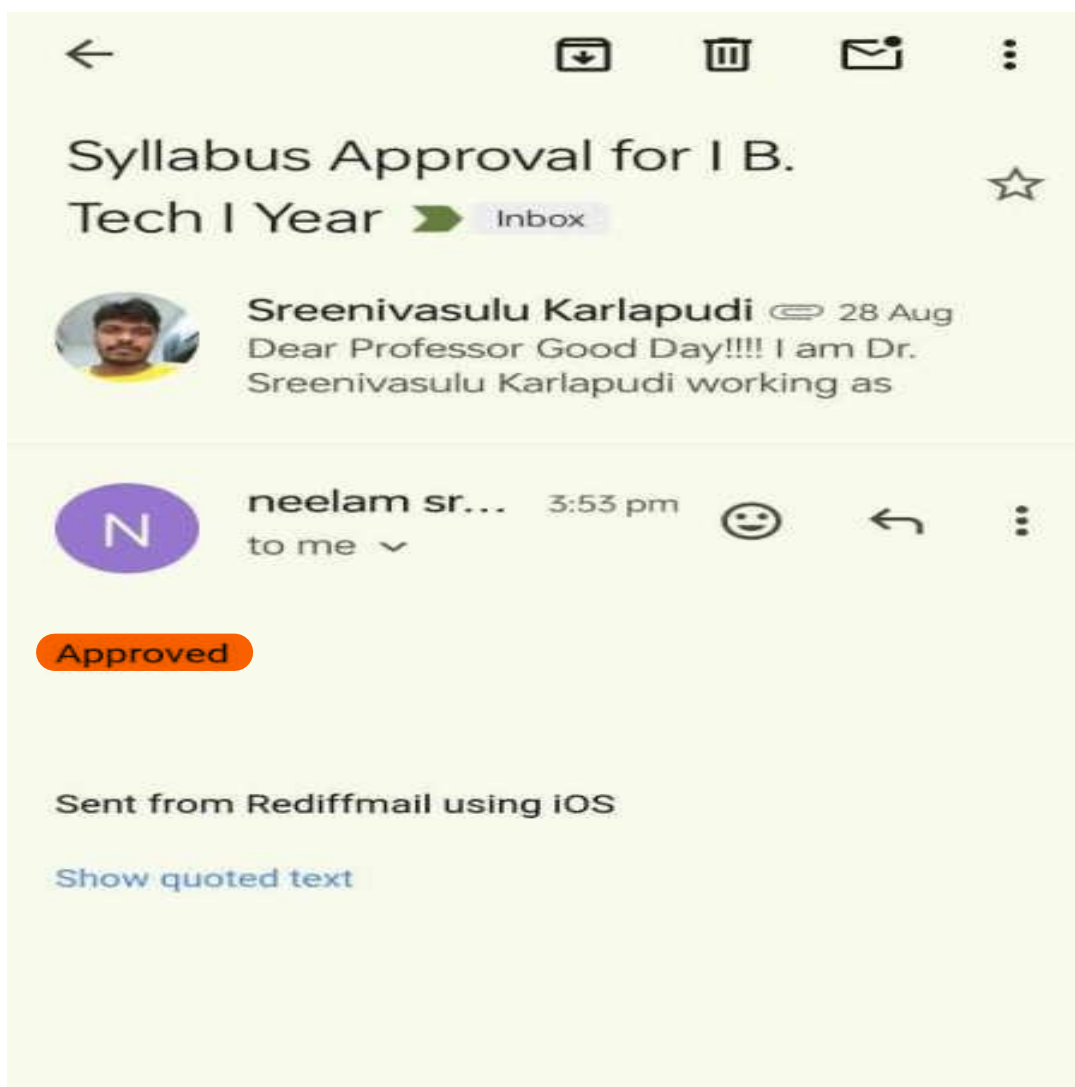 Syllabus Approval for I B.
Tech I Year Inbox
Sreenivasulu Karlapudi 28 Aug
Dear Professor Good Day!!!! I am Dr.
Sreenivasulu Karlapudi working as
N
neelam sr... 3:53 pm
to me
Approved
Sent from Rediffmail using iOS
Show quoted text